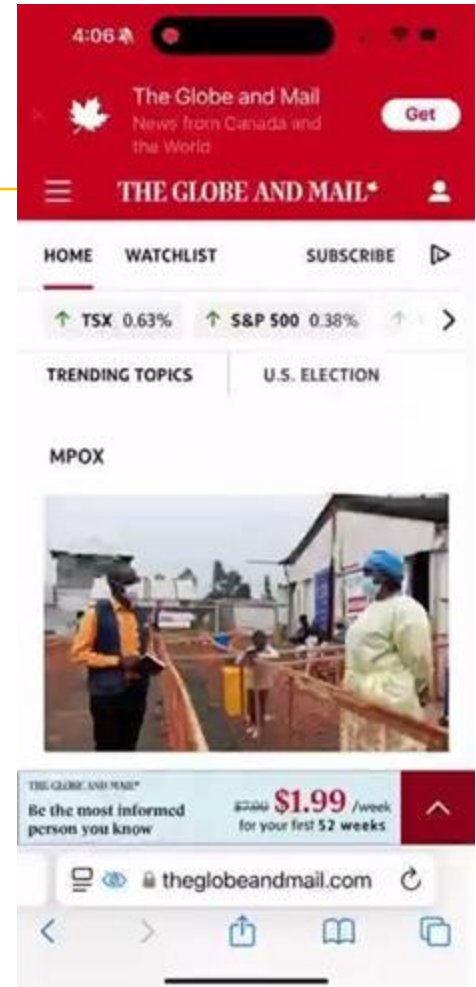 4:06
The Globe and Mail
News from Canada and
the World
Get
THE GLOBE AND MAIL*
HOME WATCHLIST SUBSCRIBE
TSX 0.63% S&P 500 0.38%
TRENDING TOPICS U.S. ELECTION
MPOX
THE GLOBE AND MAIL*
Be the most informed
person you know
$7.99 $1.99 /week
for your first 52 weeks
theglobeandmail.com